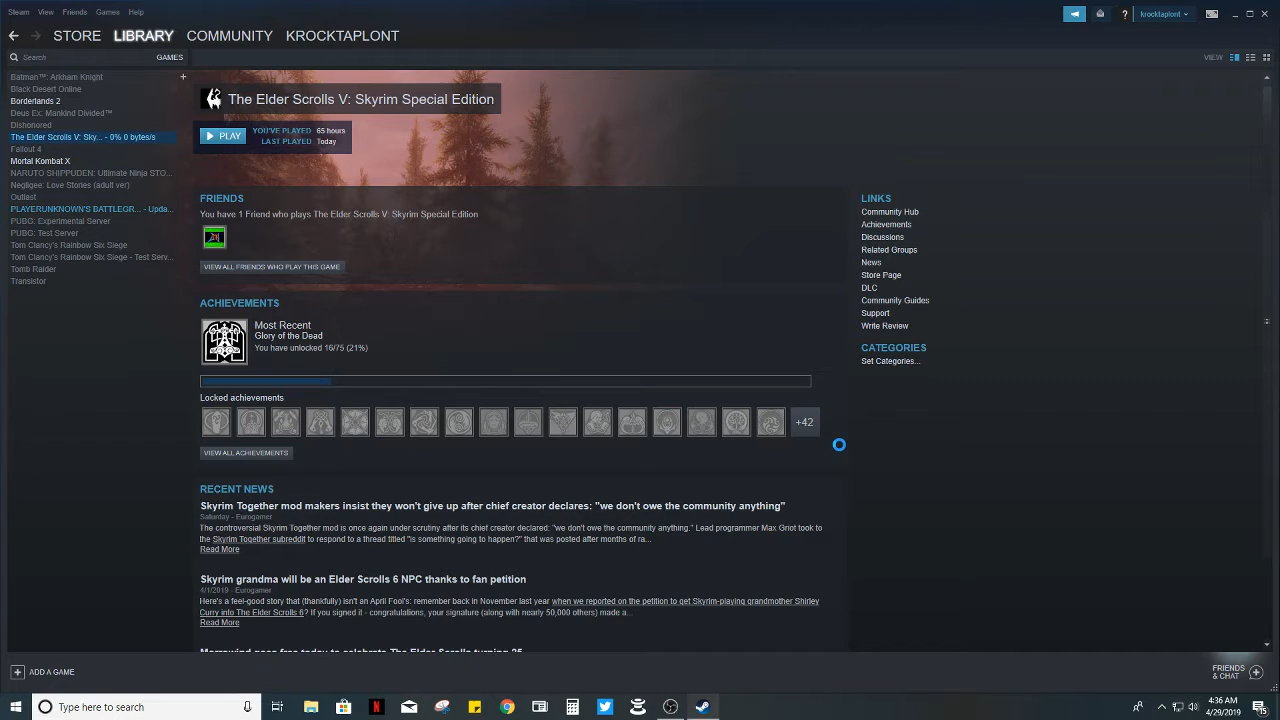 Steam View Friends Games Help
krocktaplont
STORE LIBRARY COMMUNITY KROCKTAPLONT
Search GAMES VIEW
Batman™: Arkham Knight
Black Desert Online
Borderlands 2
Deus Ex: Mankind Divided™
Dishonored
The Elder Scrolls V: Sky... - 0% 0 bytes/s
Fallout 4
Mortal Kombat X
NARUTO SHIPPUDEN: Ultimate Ninja STO...
Negligee: Love Stories (adult ver)
Outlast
PLAYERUNKNOWN'S BATTLEGR... - Upda...
PUBG: Experimental Server
PUBG: Test Server
Tom Clancy's Rainbow Six Siege
Tom Clancy's Rainbow Six Siege - Test Serv...
Tomb Raider
Transistor
The Elder Scrolls V: Skyrim Special Edition
PLAY
YOU'VE PLAYED 65 hours
LAST PLAYED Today
FRIENDS
You have 1 Friend who plays The Elder Scrolls V: Skyrim Special Edition
VIEW ALL FRIENDS WHO PLAY THIS GAME
ACHIEVEMENTS
Most Recent
Glory of the Dead
You have unlocked 16/75 (21%)
Locked achievements
+42
VIEW ALL ACHIEVEMENTS
RECENT NEWS
Skyrim Together mod makers insist they won't give up after chief creator declares: "we don't owe the community anything"
Saturday - Eurogamer
The controversial Skyrim Together mod is once again under scrutiny after its chief creator declared: "we don't owe the community anything." Lead programmer Max Griot took to
the Skyrim Together subreddit to respond to a thread titled "is something going to happen?" that was posted after months of ra...
Read More
Skyrim grandma will be an Elder Scrolls 6 NPC thanks to fan petition
4/1/2019 - Eurogamer
Here's a feel-good story that (thankfully) isn't an April Fool's: remember back in November last year when we reported on the petition to get Skyrim-playing grandmother Shirley
Curry into The Elder Scrolls 6? If you signed it - congratulations, your signature (along with nearly 50,000 others) made a...
Read More
Morrowind goes free today to celebrate The Elder Scrolls turning 25
LINKS
Community Hub
Achievements
Discussions
Related Groups
News
Store Page
DLC
Community Guides
Support
Write Review
CATEGORIES
Set Categories...
ADD A GAME
FRIENDS
& CHAT
Type here to search
4:36 AM
4/29/2019